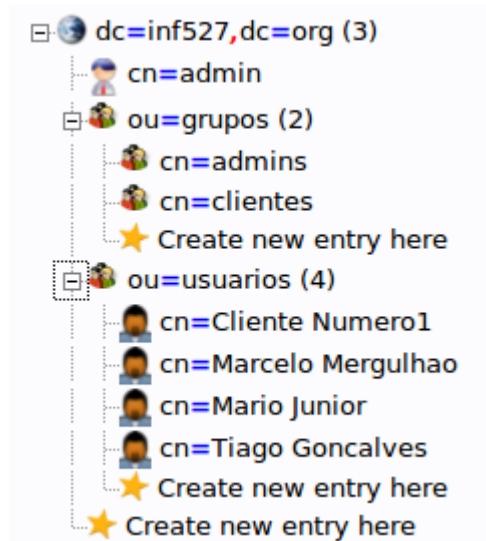 dc=inf527,dc=org (3)
cn=admin
ou=grupos (2)
cn=admins
cn=clientes
Create new entry here
ou=usuarios (4)
cn=Cliente Numero1
cn=Marcelo Mergulhao
cn=Mario Junior
cn=Tiago Goncalves
Create new entry here
Create new entry here